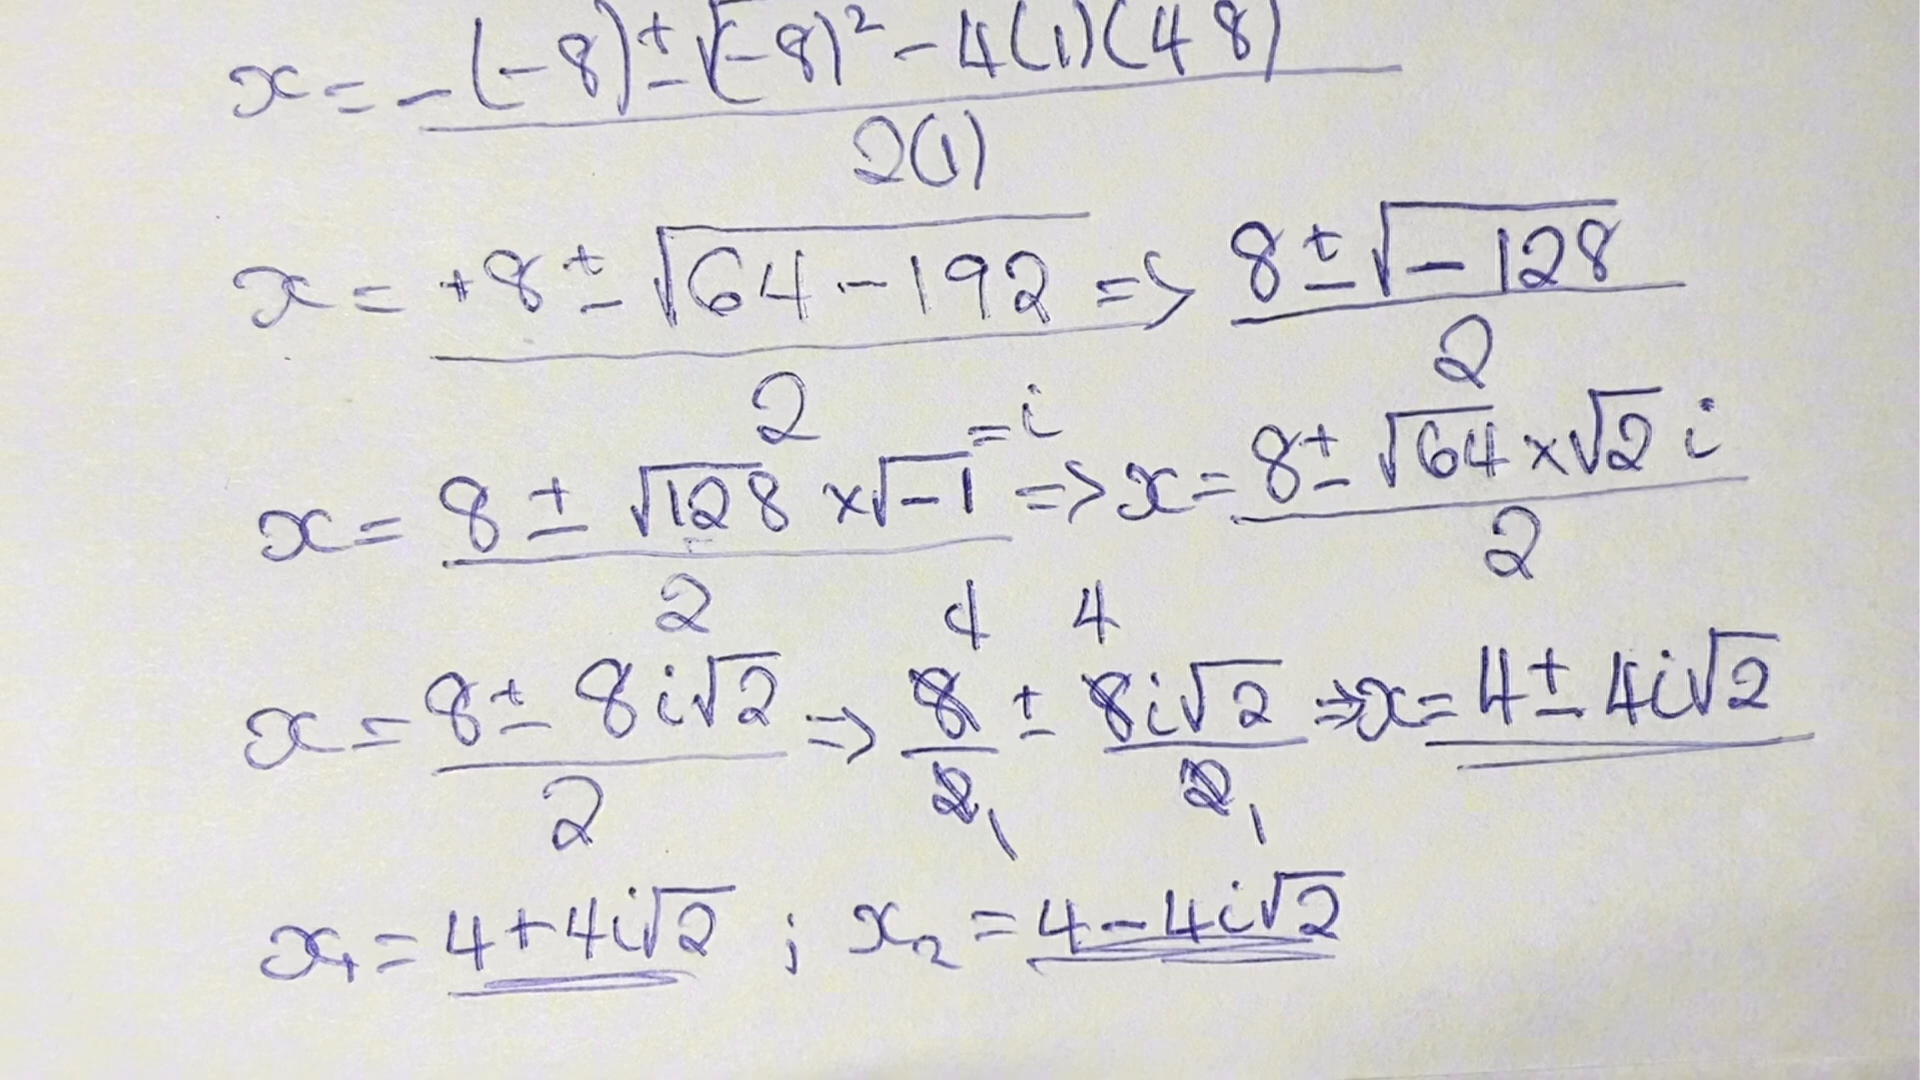 x = -(-8) ± √(-8)² - 4(1)(48) / 2(1)
x = +8 ± √64 - 192 / 2 => 8 ± √-128 / 2
x = 8 ± √128 × √-1 = i / 2 => x = 8 ± √64 × √2 i / 2
x = 8 ± 8i√2 / 2 => 8 4 / 2 1 ± 8 4 i√2 / 2 1 => x = 4 ± 4i√2
x₁ = 4 + 4i√2 ; x₂ = 4 - 4i√2